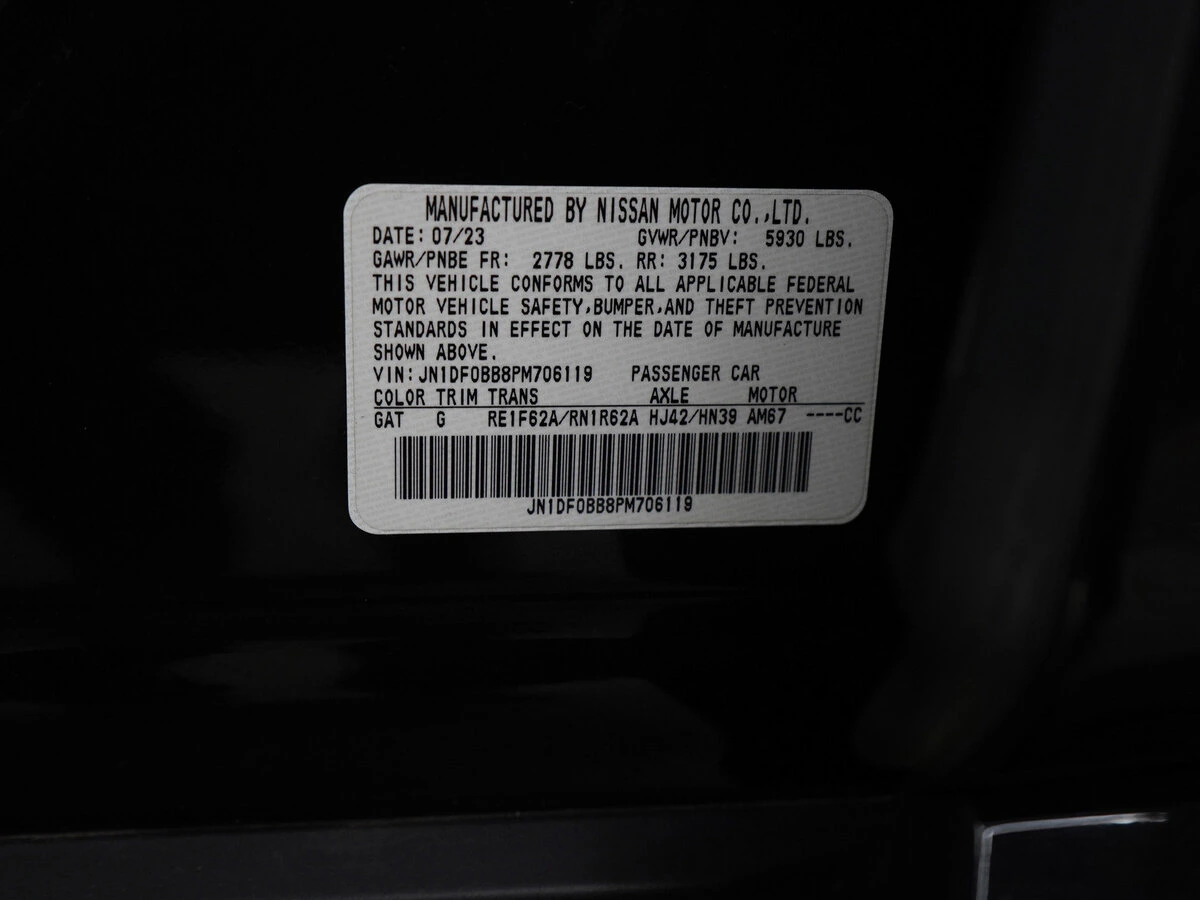 MANUFACTURED BY NISSAN MOTOR CO.,LTD.
DATE: 07/23 GVWR/PNBV: 5930 LBS.
GAWR/PNBE FR: 2778 LBS. RR: 3175 LBS.
THIS VEHICLE CONFORMS TO ALL APPLICABLE FEDERAL
MOTOR VEHICLE SAFETY,BUMPER,AND THEFT PREVENTION
STANDARDS IN EFFECT ON THE DATE OF MANUFACTURE
SHOWN ABOVE.
VIN:JN1DF0BB8PM706119 PASSENGER CAR
COLOR TRIM TRANS AXLE MOTOR
GAT G RE1F62A/RN1R62A HJ42/HN39 AM67 ----CC
JN1DF0BB8PM706119